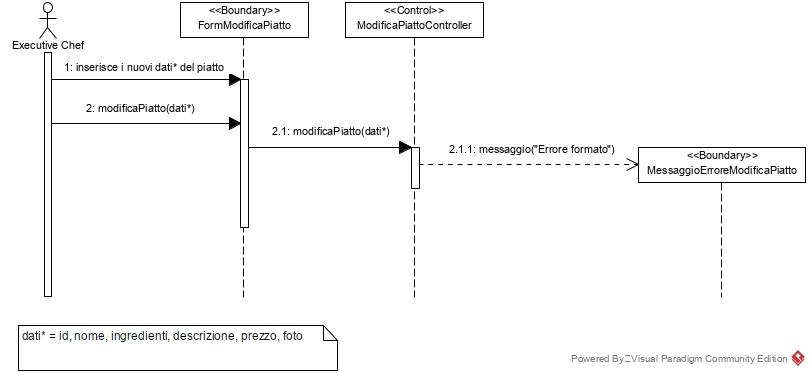 <<Boundary>>
FormModificaPiatto
<<Control>>
ModificaPiattoController
Executive Chef
1: inserisce i nuovi dati* del piatto
2: modificaPiatto(dati*)
2.1: modificaPiatto(dati*)
2.1.1: messaggio("Errore formato")
<<Boundary>>
MessaggioErroreModificaPiatto
dati* = id, nome, ingredienti, descrizione, prezzo, foto
Powered By Visual Paradigm Community Edition